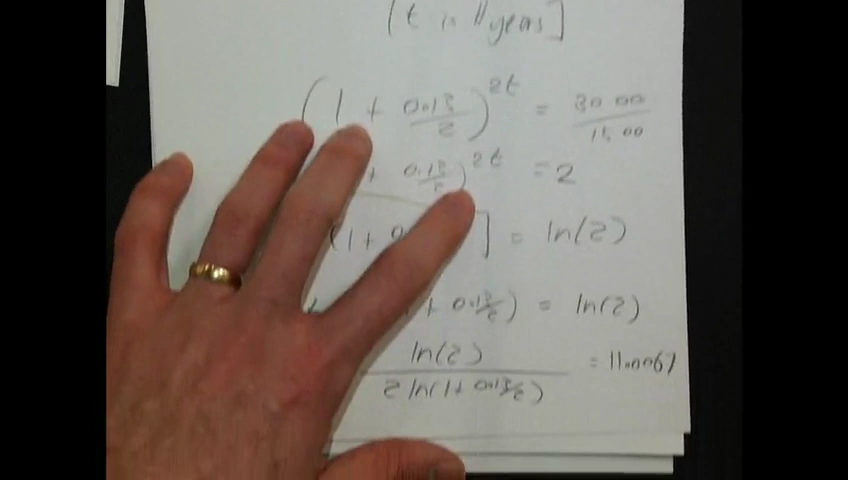 [t in years]
(1 + 0.13/2)^2t = 3000/1500
+ 0.13/2)^2t = 2
(1 + 0 ] = ln(2)
+ 0.13/2) = ln(2)
ln(2)/2 ln(1 + 0.13/2) = 11.0067